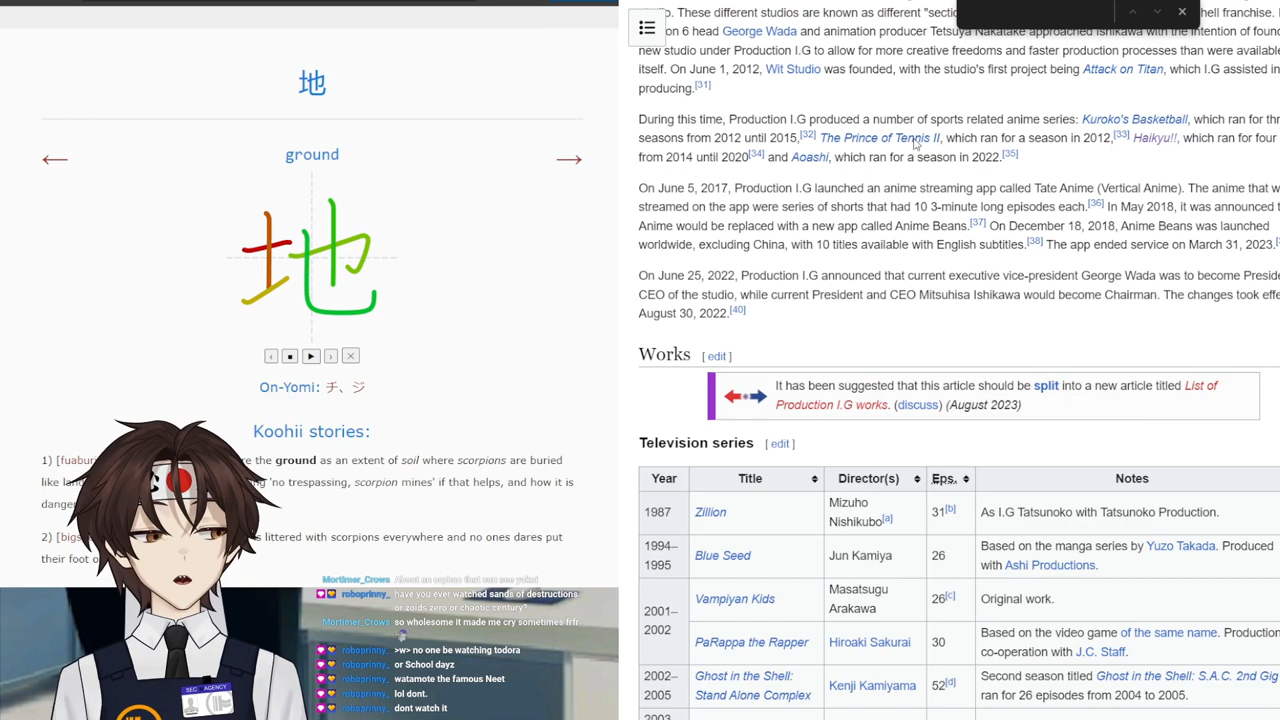 地
ground
On-Yomi: チ、ジ
Koohii stories:
1) [fuaburi
re the ground as an extent of soil where scorpions are buried
like land
ng 'no trespassing, scorpion mines' if that helps, and how it is
dange
2) [bigs
s littered with scorpions everywhere and no ones dares put
their foot o
SEC AGENCY
Mortimer_Crows About an orphan that can see yokai
roboprinny_ have you ever watched sands of destructions
or zoids zero or chaotic century?
Mortimer_Crows so wholesome it made me cry sometimes frfr
roboprinny_ >w> no one be watching todora
roboprinny_ or School dayz
roboprinny_ watamote the famous Neet
roboprinny_ lol dont.
roboprinny_ dont watch it
These different studios are known as different "sectio
hell franchise.
on 6 head George Wada and animation producer Tetsuya Nakatake approached Ishikawa with the intention of found
new studio under Production I.G to allow for more creative freedoms and faster production processes than were available
itself. On June 1, 2012, Wit Studio was founded, with the studio's first project being Attack on Titan, which I.G assisted in
producing.[31]
During this time, Production I.G produced a number of sports related anime series: Kuroko's Basketball, which ran for thr
seasons from 2012 until 2015,[32] The Prince of Tennis II, which ran for a season in 2012,[33] Haikyu!!, which ran for four
from 2014 until 2020[34] and Aoashi, which ran for a season in 2022.[35]
On June 5, 2017, Production I.G launched an anime streaming app called Tate Anime (Vertical Anime). The anime that w
streamed on the app were series of shorts that had 10 3-minute long episodes each.[36] In May 2018, it was announced t
Anime would be replaced with a new app called Anime Beans.[37] On December 18, 2018, Anime Beans was launched
worldwide, excluding China, with 10 titles available with English subtitles.[38] The app ended service on March 31, 2023.[
On June 25, 2022, Production I.G announced that current executive vice-president George Wada was to become Preside
CEO of the studio, while current President and CEO Mitsuhisa Ishikawa would become Chairman. The changes took effe
August 30, 2022.[40]
Works [ edit ]
It has been suggested that this article should be split into a new article titled List of
Production I.G works. (discuss) (August 2023)
Television series [ edit ]
Year Title Director(s) Eps. Notes
1987 Zillion Mizuho Nishikubo[a] 31[b] As I.G Tatsunoko with Tatsunoko Production.
1994–1995 Blue Seed Jun Kamiya 26 Based on the manga series by Yuzo Takada. Produced
with Ashi Productions.
2001–2002 Vampiyan Kids Masatsugu Arakawa 26[c] Original work.
PaRappa the Rapper Hiroaki Sakurai 30 Based on the video game of the same name. Production
co-operation with J.C. Staff.
2002–2005 Ghost in the Shell: Stand Alone Complex Kenji Kamiyama 52[d] Second season titled Ghost in the Shell: S.A.C. 2nd Gig
ran for 26 episodes from 2004 to 2005.
2003